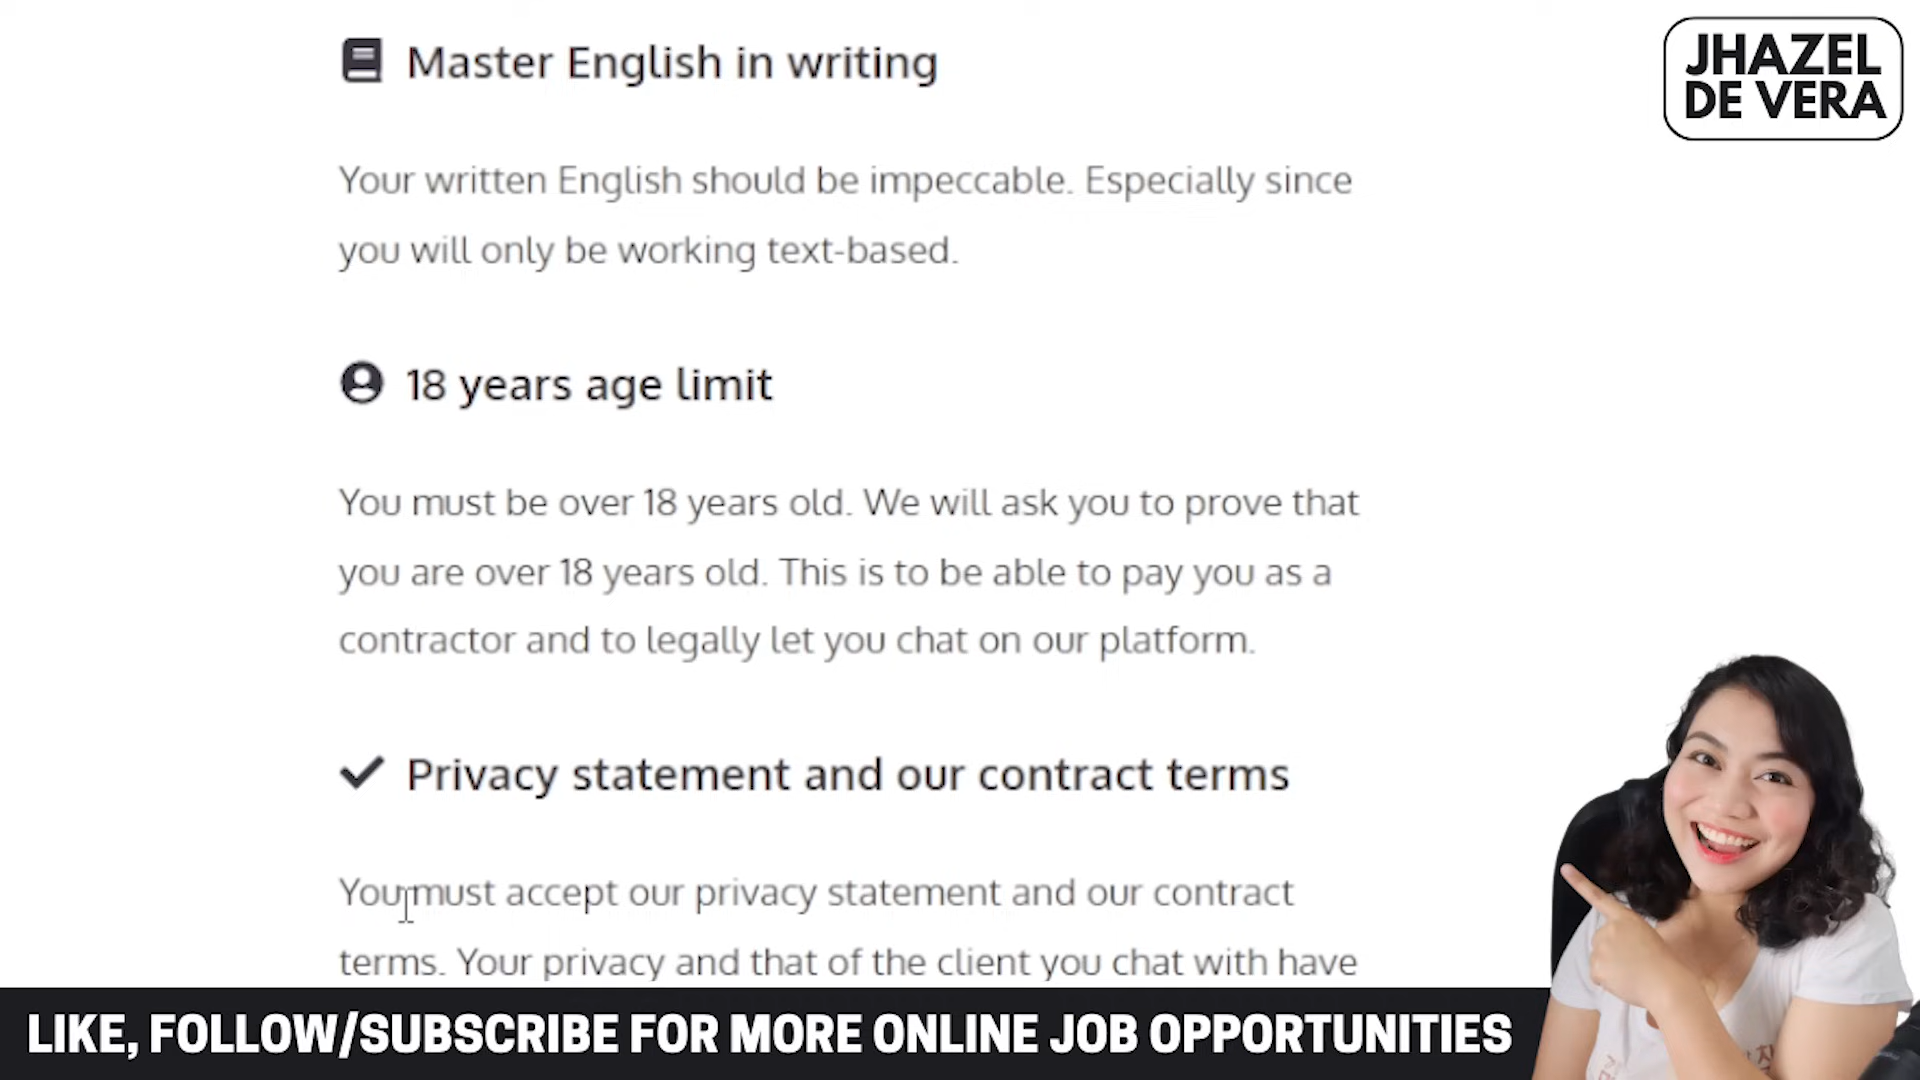 Master English in writing
JHAZEL
DE VERA
Your written English should be impeccable. Especially since
you will only be working text-based.
18 years age limit
You must be over 18 years old. We will ask you to prove that
you are over 18 years old. This is to be able to pay you as a
contractor and to legally let you chat on our platform.
Privacy statement and our contract terms
You must accept our privacy statement and our contract
terms. Your privacy and that of the client you chat with have
LIKE, FOLLOW/SUBSCRIBE FOR MORE ONLINE JOB OPPORTUNITIES